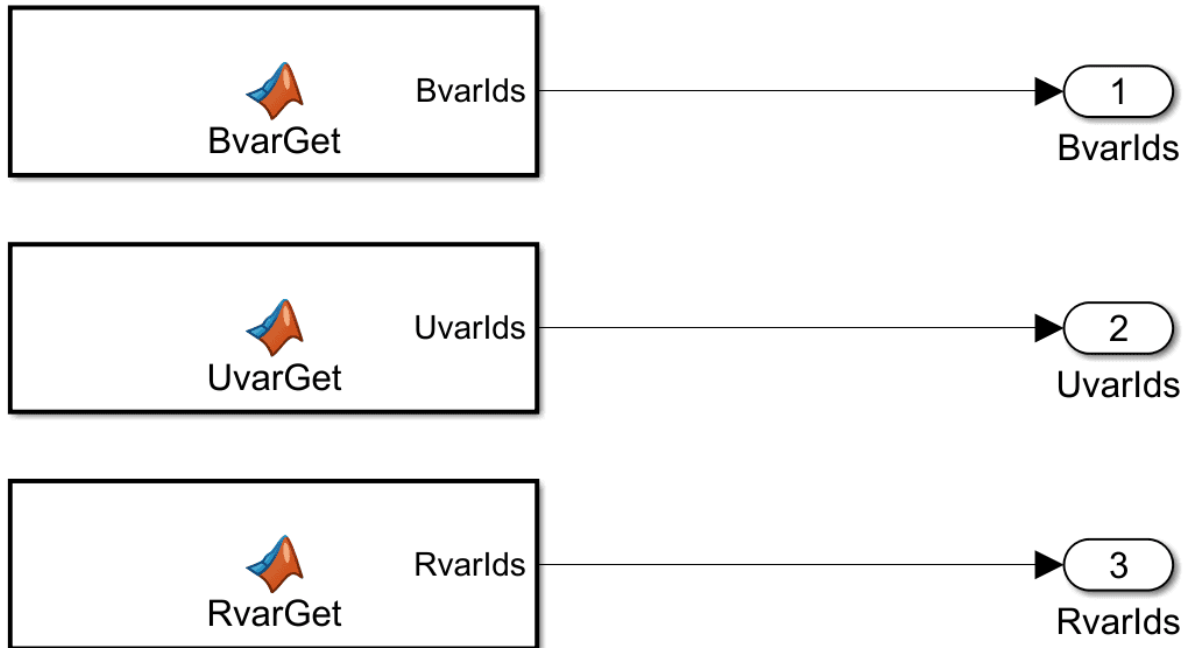 BvarIds
BvarGet
1
BvarIds
UvarIds
UvarGet
2
UvarIds
RvarIds
RvarGet
3
RvarIds